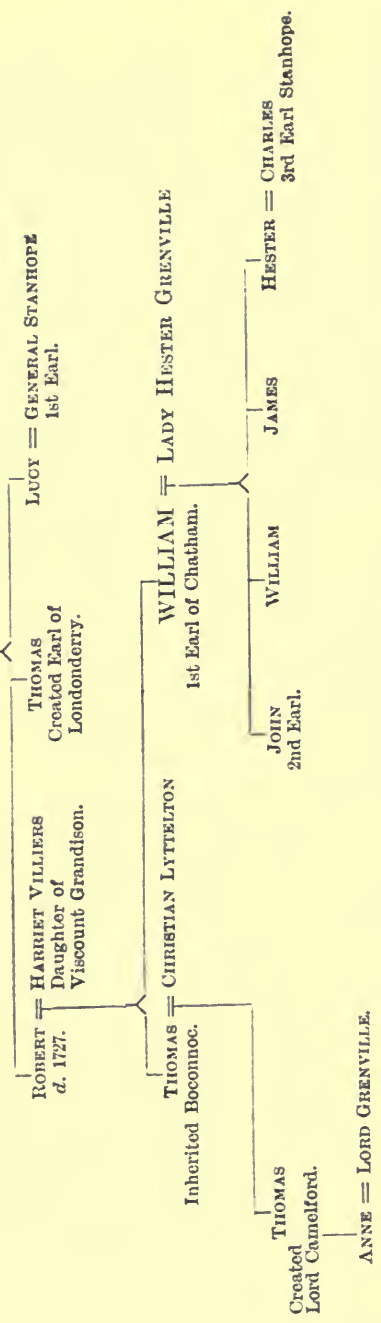 LUCY = GENERAL STANHOPE
1st Earl.
THOMAS
Created Earl of
Londonderry.
ROBERT = HARRIET VILLIERS
d. 1727.
Daughter of
Viscount Grandison.
WILLIAM = LADY HESTER GRENVILLE
1st Earl of Chatham.
THOMAS = CHRISTIAN LYTTELTON
Inherited Boconnoc.
HESTER = CHARLES
3rd Earl Stanhope.
JAMES
WILLIAM
JOHN
2nd Earl.
THOMAS
Created
Lord Camelford.
ANNE = LORD GRENVILLE.